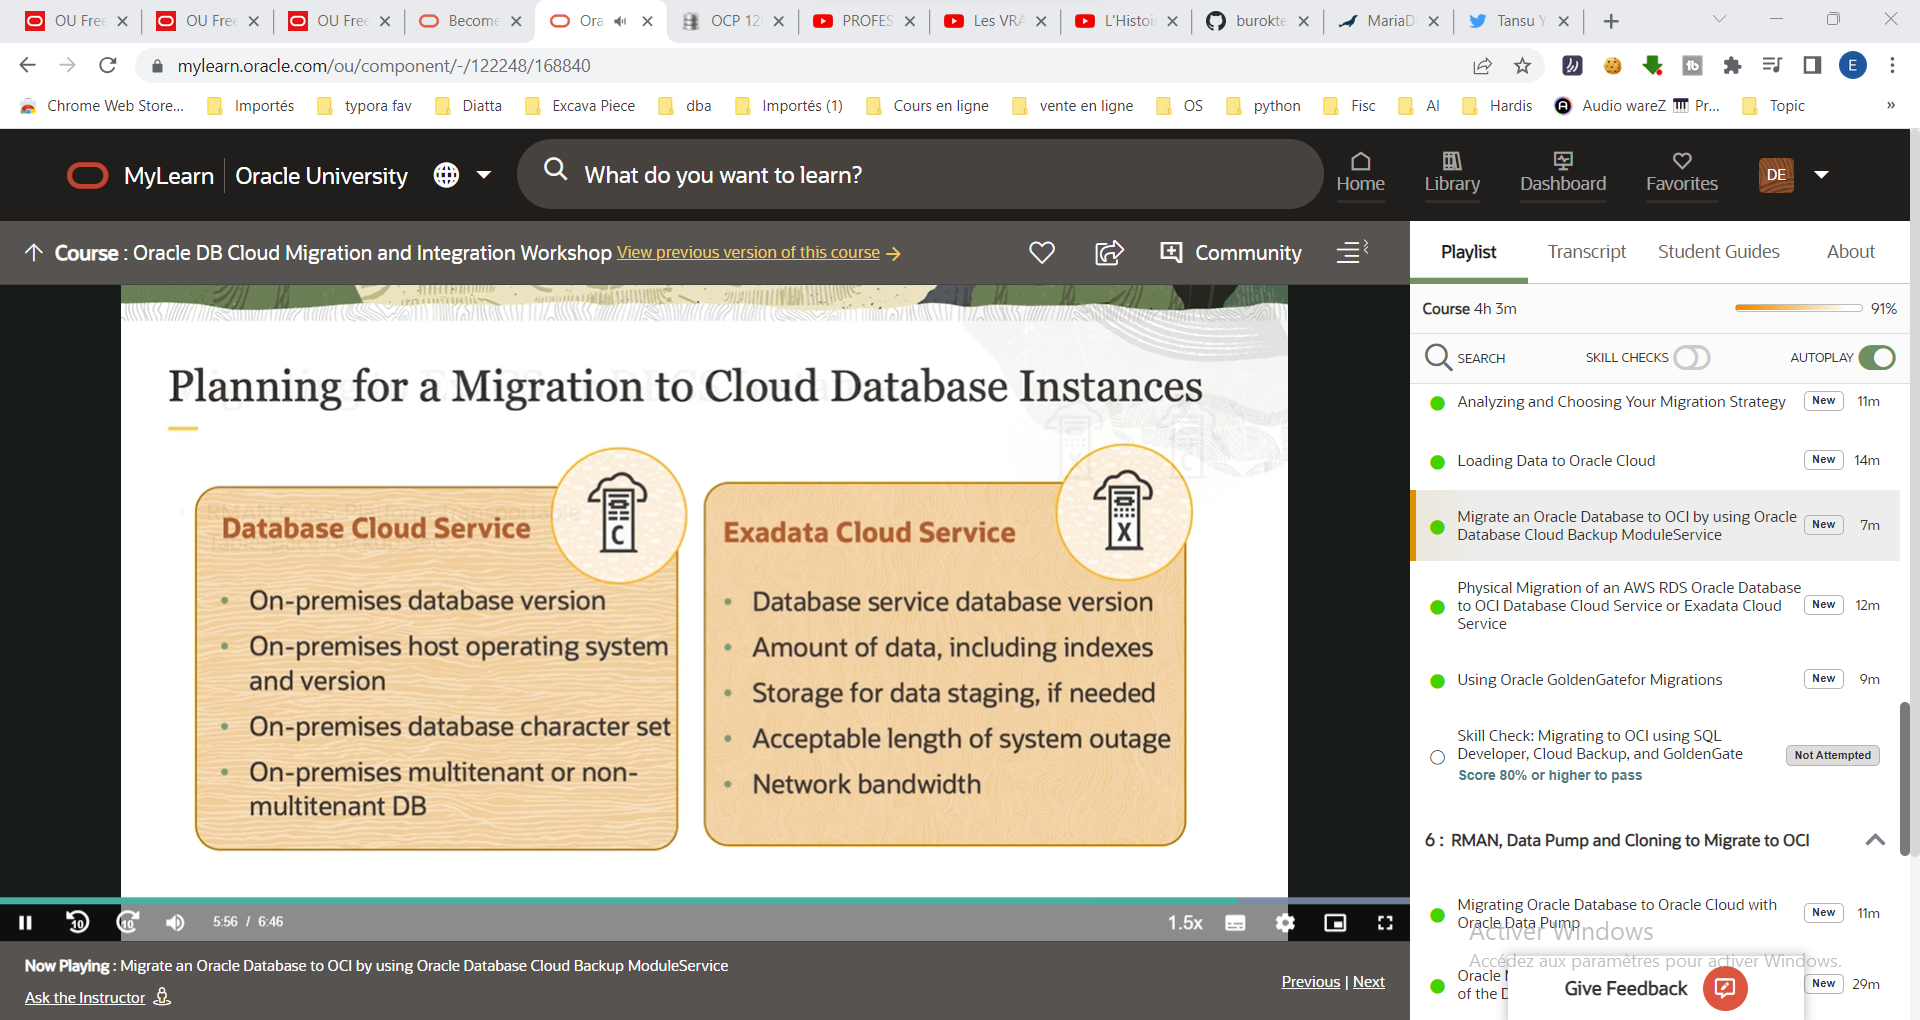 OU Free
OU Free
OU Free
Become
Ora
OCP 12
PROFES
Les VRA
L'Histoi
burokte
MariaD
Tansu Y
mylearn.oracle.com/ou/component/-/122248/168840
E
Chrome Web Store...
Importés
typora fav
Diatta
Excava Piece
dba
Importés (1)
Cours en ligne
vente en ligne
OS
python
Fisc
AI
Hardis
Audio wareZ
Pr...
Topic
»
MyLearn
Oracle University
What do you want to learn?
Home
Library
Dashboard
Favorites
DE
Course : Oracle DB Cloud Migration and Integration Workshop View previous version of this course →
Community
Playlist
Transcript
Student Guides
About
Course 4h 3m
91%
SEARCH
SKILL CHECKS
AUTOPLAY
Planning for a Migration to Cloud Database Instances
Database Cloud Service
C
• On-premises database version
• On-premises host operating system
and version
• On-premises database character set
• On-premises multitenant or non-
multitenant DB
Exadata Cloud Service
X
• Database service database version
• Amount of data, including indexes
• Storage for data staging, if needed
• Acceptable length of system outage
• Network bandwidth
Analyzing and Choosing Your Migration Strategy
New
11m
Loading Data to Oracle Cloud
New
14m
Migrate an Oracle Database to OCI by using Oracle
Database Cloud Backup ModuleService
New
7m
Physical Migration of an AWS RDS Oracle Database
to OCI Database Cloud Service or Exadata Cloud
Service
New
12m
Using Oracle GoldenGatefor Migrations
New
9m
Skill Check: Migrating to OCI using SQL
Developer, Cloud Backup, and GoldenGate
Score 80% or higher to pass
Not Attempted
6 : RMAN, Data Pump and Cloning to Migrate to OCI
Migrating Oracle Database to Oracle Cloud with
Oracle Data Pump
New
11m
Activer Windows
Accédez aux paramètres pour activer Windows.
Oracle
of the
New
29m
Give Feedback
10
10
5:56 / 6:46
1.5x
Now Playing : Migrate an Oracle Database to OCI by using Oracle Database Cloud Backup ModuleService
Ask the Instructor
Previous | Next